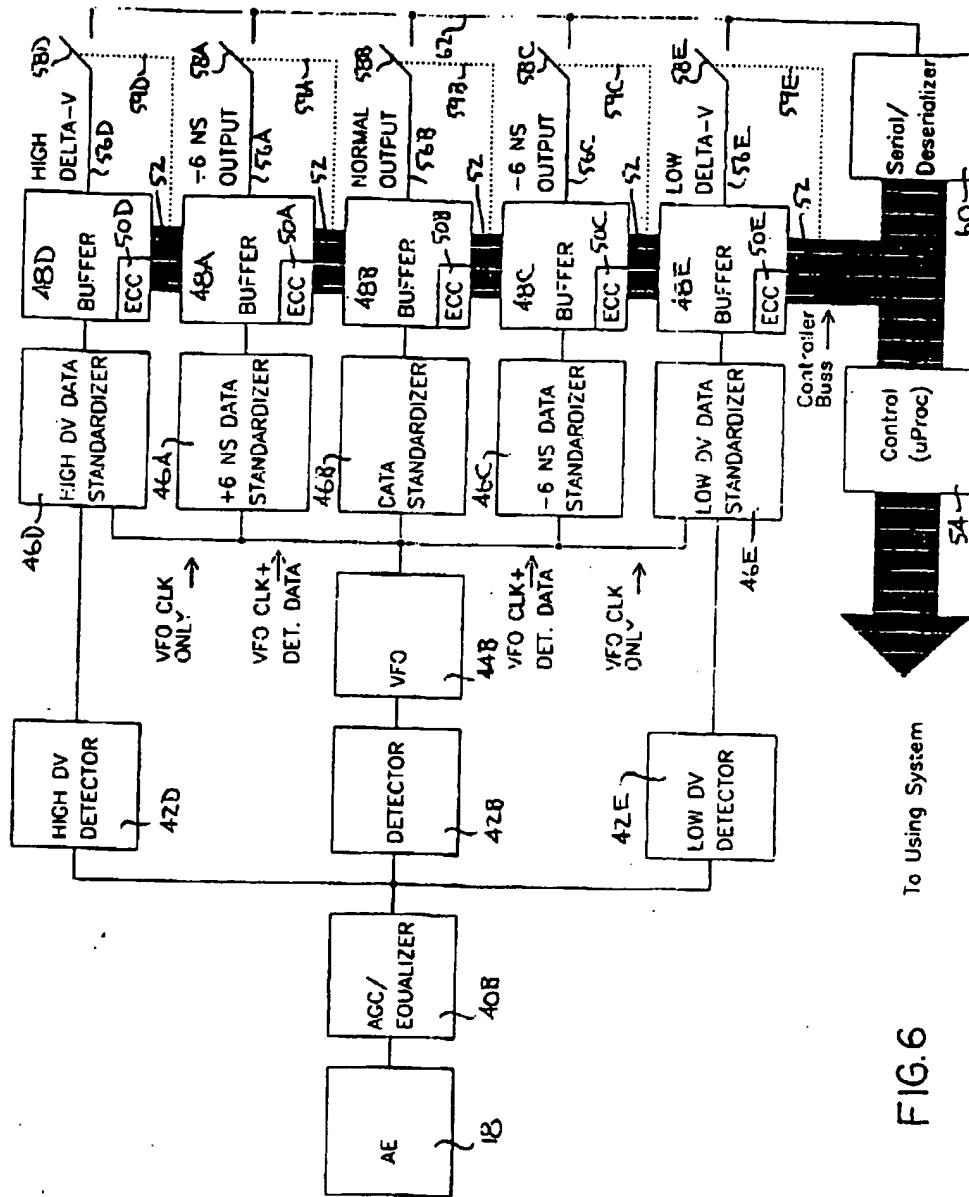 AE
18
AGC/
EQUALIZER
40B
HIGH DV
DETECTOR
42D
DETECTOR
42B
LOW DV
DETECTOR
42E
VFO
44B
VFO CLK
ONLY →
VFO CLK+ →
DET. DATA
VFO CLK+ →
DET. DATA
VFO CLK
ONLY →
46D
HIGH DV DATA
STANDARDIZER
46A
+6 NS DATA
STANDARDIZER
46B
CATA
STANDARDIZER
46C
-6 NS DATA
STANDARDIZER
LOW DV DATA
STANDARDIZER
46E
48D
BUFFER
ECC
50D
52
48A
BUFFER
ECC
50A
52
48B
BUFFER
ECC
50B
52
48C
BUFFER
ECC
50C
52
48E
BUFFER
ECC
50E
52
HIGH
DELTA-V
56D
58D
59D
-6 NS
OUTPUT
56A
58A
59A
NORMAL
OUTPUT
56B
58B
59B
-6 NS
OUTPUT
56C
58C
59C
LOW
DELTA-V
56E
58E
59E
62
Controller
Buss →
Control
(uProc)
54
Serial/
Deserializer
60
To Using System
FIG.6